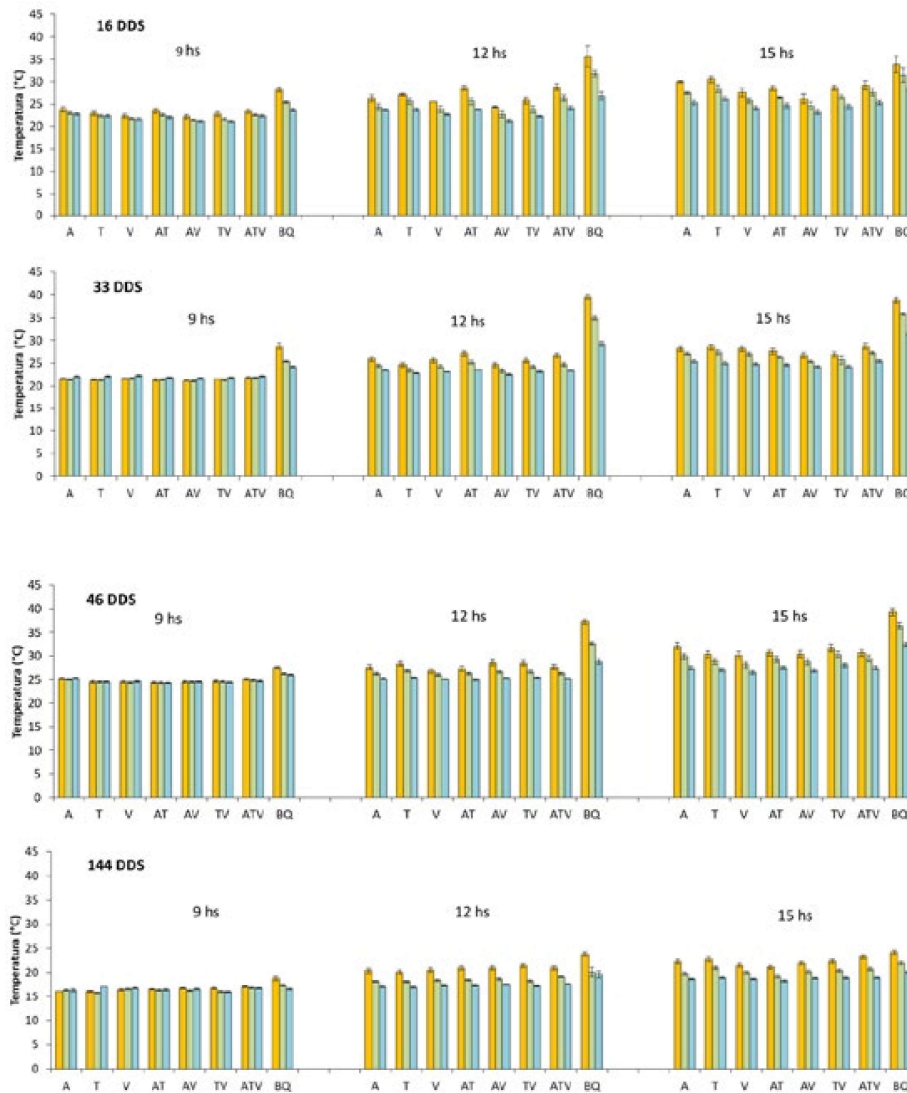 16 DDS
9 hs
12 hs
15 hs
Temperatura (°C)
45
40
35
30
25
20
15
10
5
0
A T V AT AV TV ATV BQ A T V AT AV TV ATV BQ A T V AT AV TV ATV BQ
33 DDS
9 hs
12 hs
15 hs
Temperatura (°C)
45
40
35
30
25
20
15
10
5
0
A T V AT AV TV ATV BQ A T V AT AV TV ATV BQ A T V AT AV TV ATV BQ
46 DDS
9 hs
12 hs
15 hs
Temperatura (°C)
45
40
35
30
25
20
15
10
5
0
A T V AT AV TV ATV BQ A T V AT AV TV ATV BQ A T V AT AV TV ATV BQ
144 DDS
9 hs
12 hs
15 hs
Temperatura (°C)
45
40
35
30
25
20
15
10
5
0
A T V AT AV TV ATV BQ A T V AT AV TV ATV BQ A T V AT AV TV ATV BQ